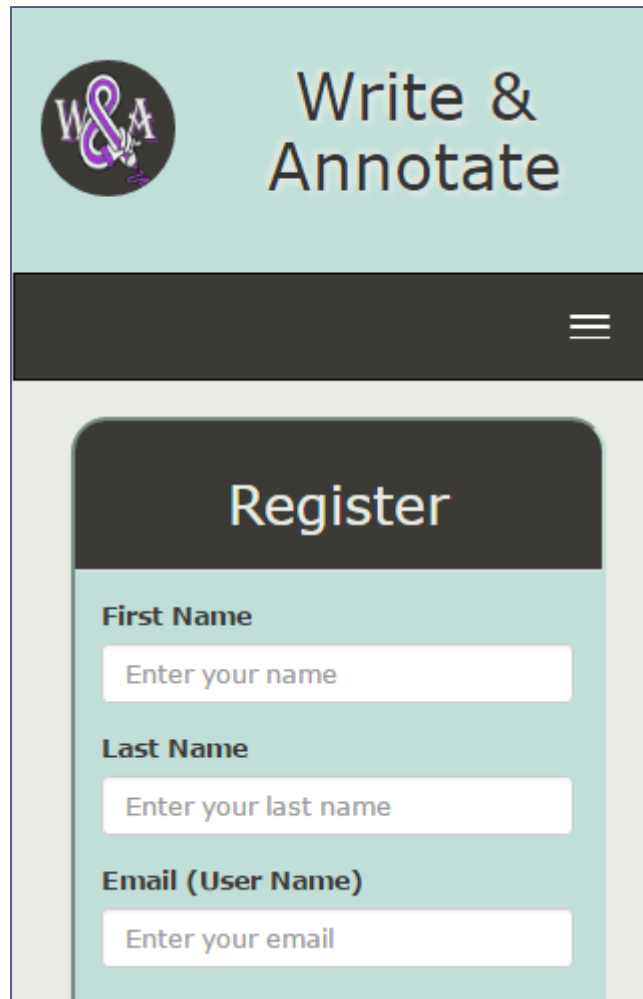 W&A
Write &
Annotate
Register
First Name
Enter your name
Last Name
Enter your last name
Email (User Name)
Enter your email